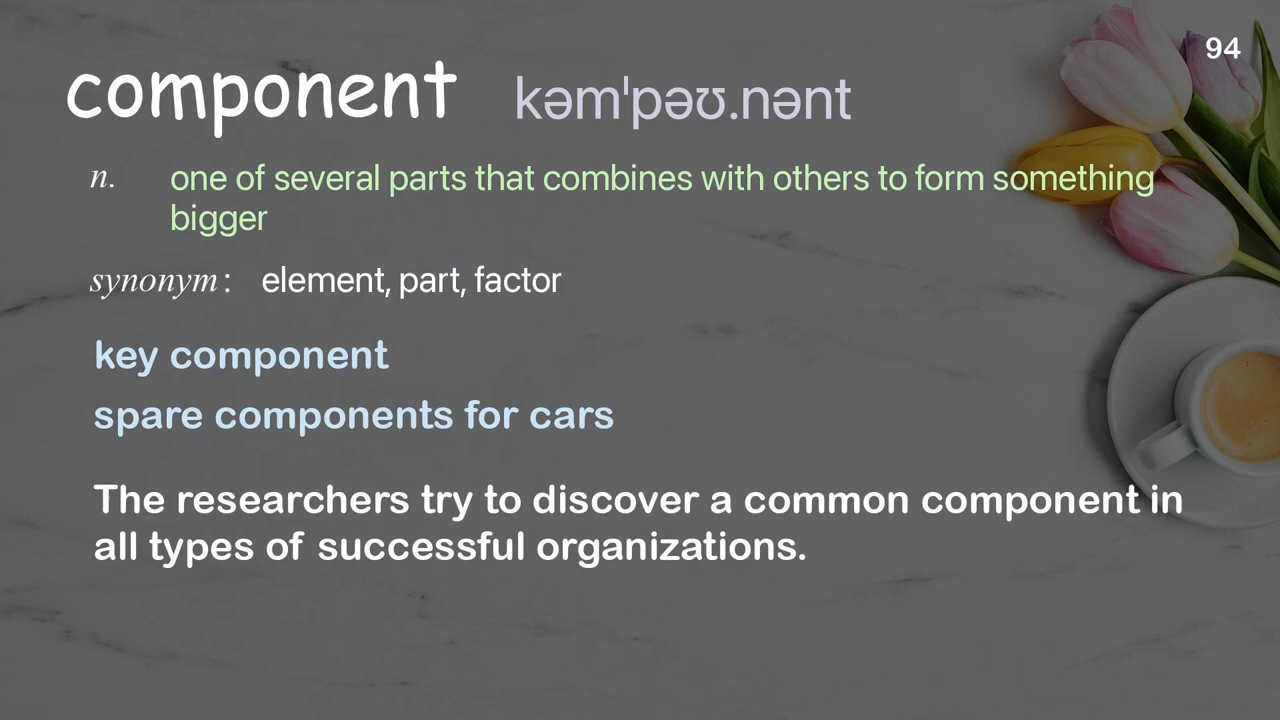 94
component kəmˈpəʊ.nənt
n. one of several parts that combines with others to form something
bigger
synonym: element, part, factor
key component
spare components for cars
The researchers try to discover a common component in
all types of successful organizations.